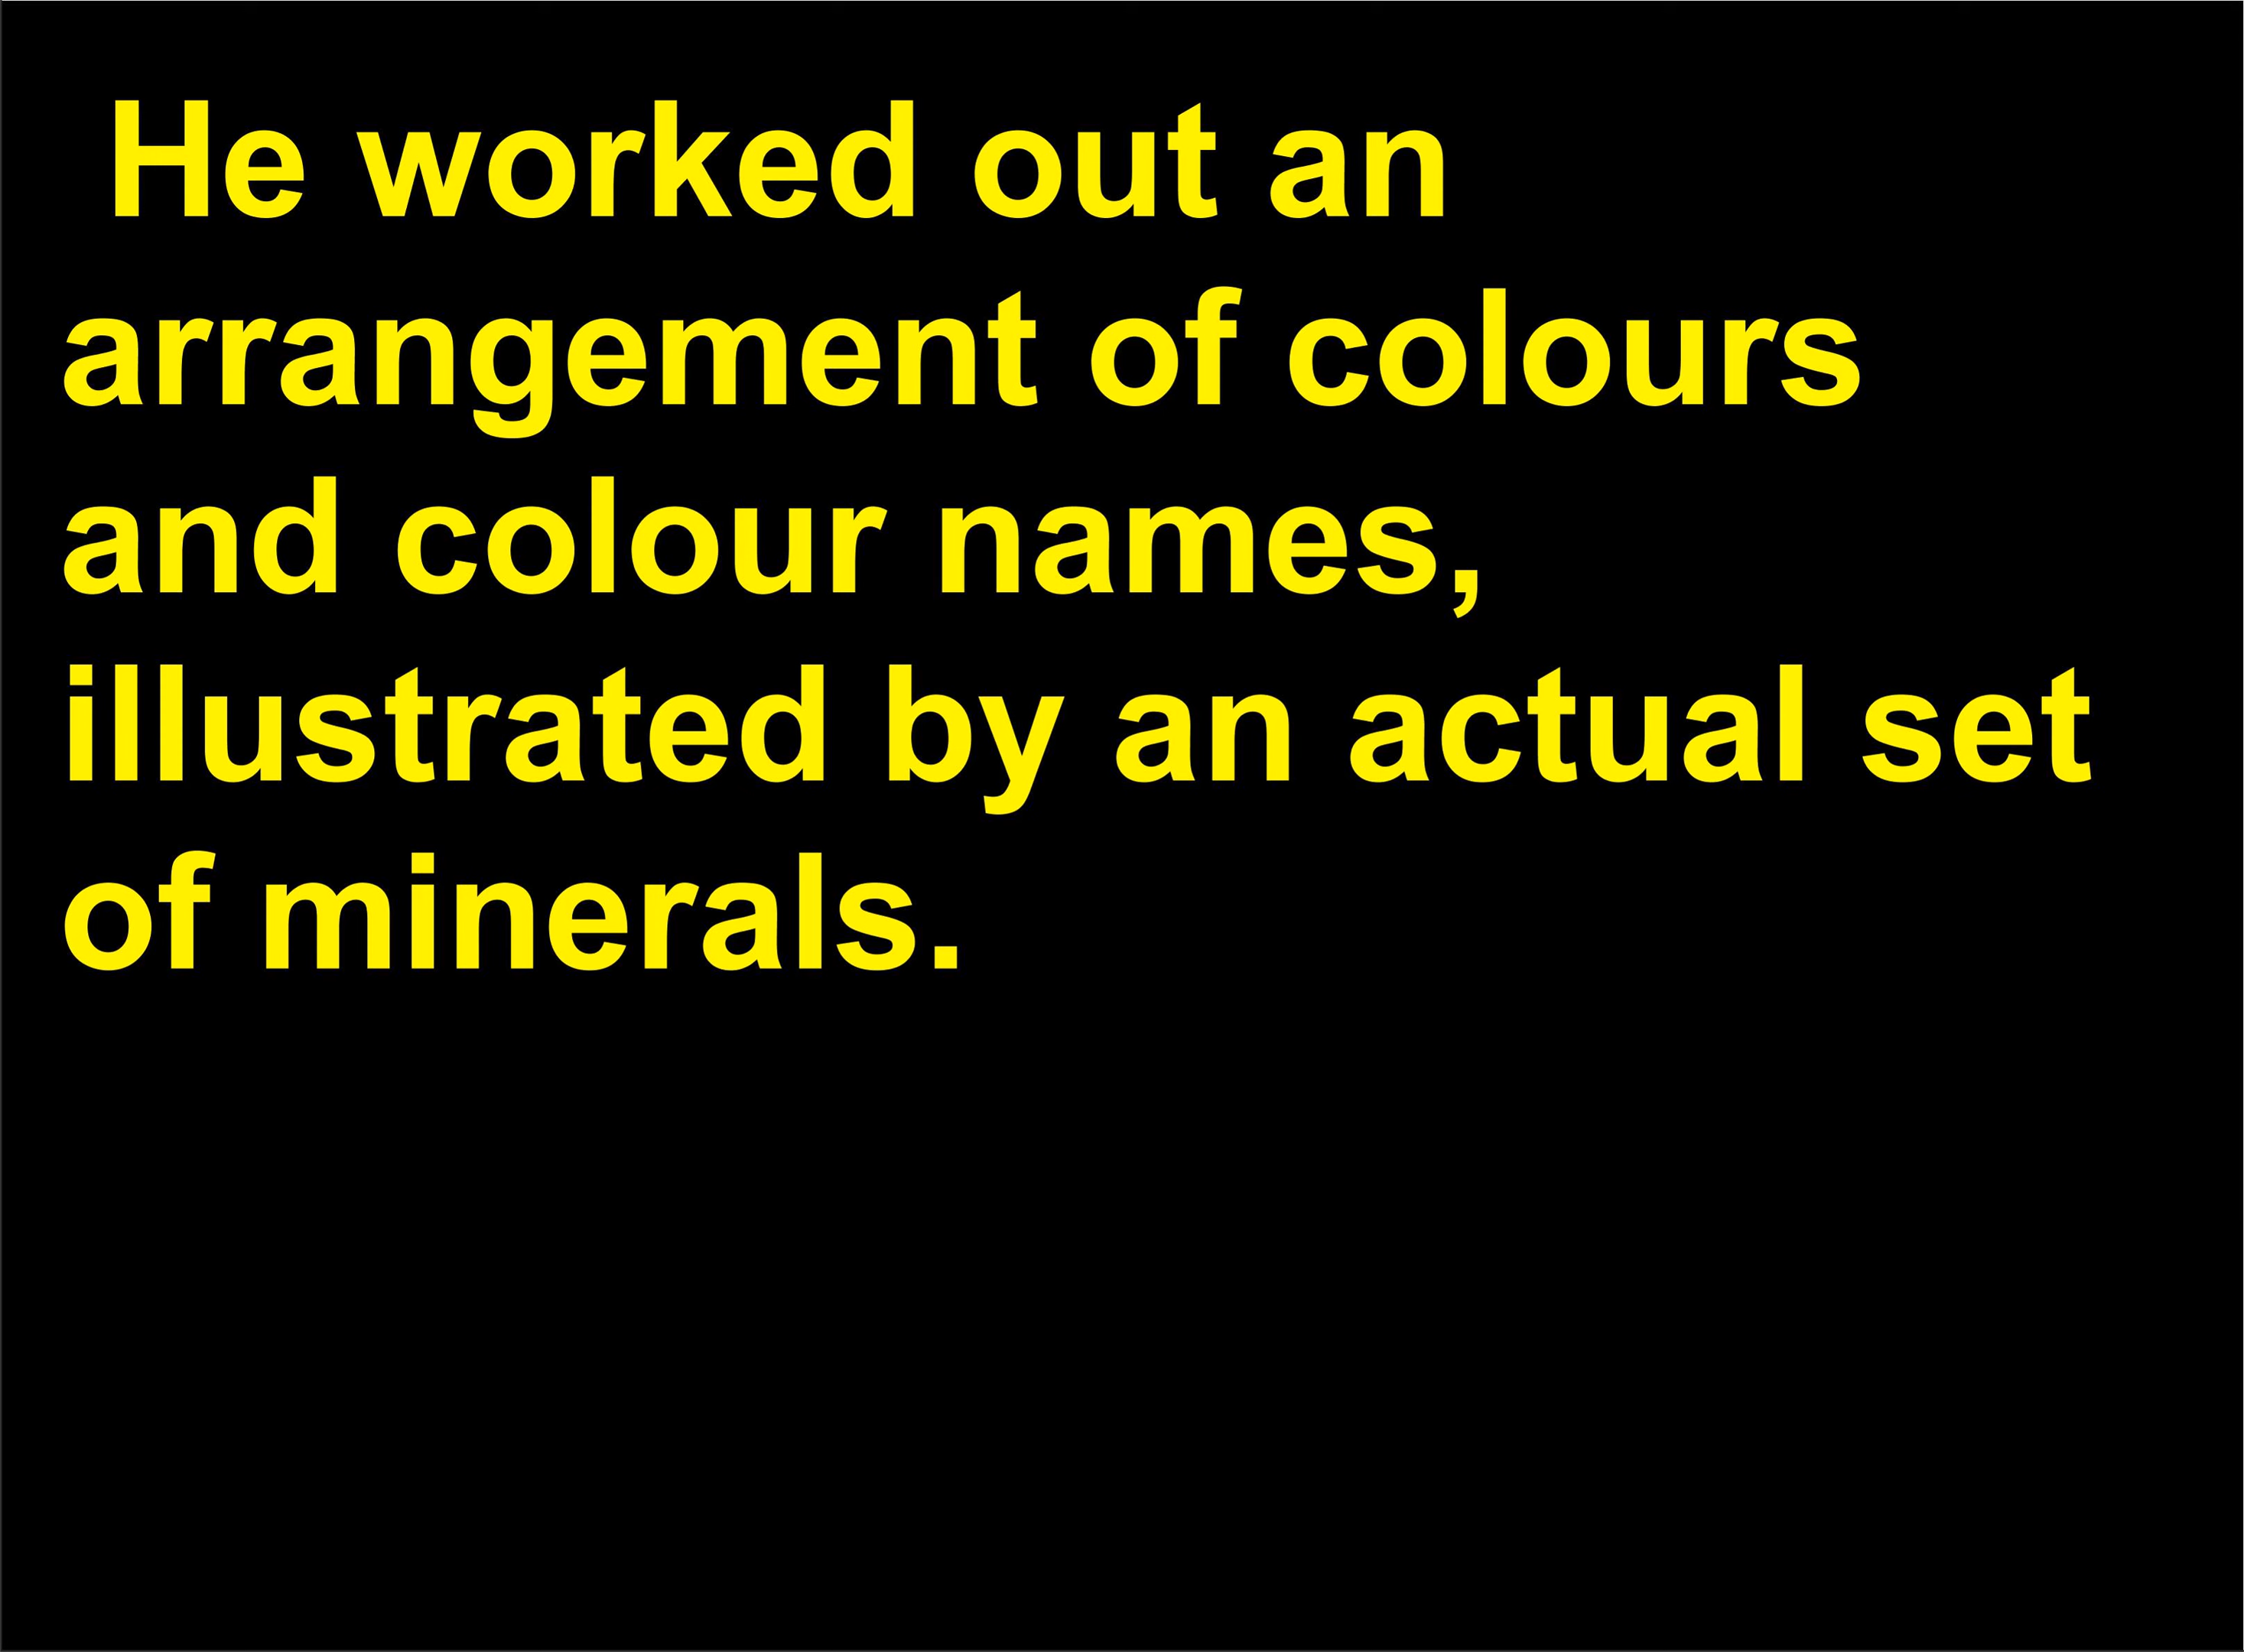 He worked out an
arrangement of colours
and colour names,
illustrated by an actual set
of minerals.